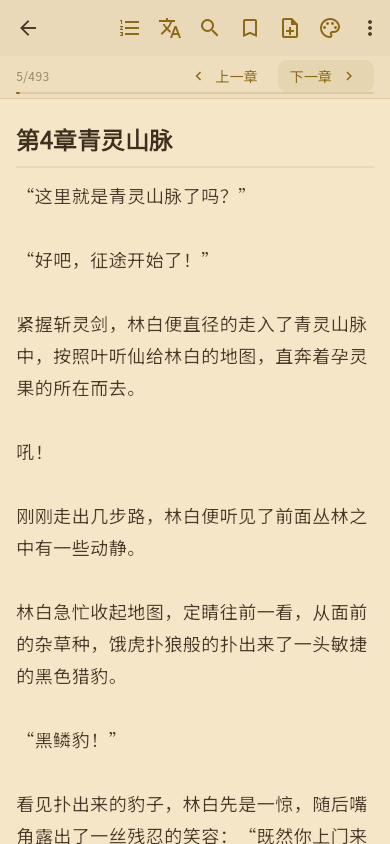 5/493
上一章
下一章
第4章青灵山脉
“这里就是青灵山脉了吗？”
“好吧，征途开始了！”
紧握斩灵剑，林白便直径的走入了青灵山脉
中，按照叶听仙给林白的地图，直奔着孕灵
果的所在而去。
吼！
刚刚走出几步路，林白便听见了前面丛林之
中有一些动静。
林白急忙收起地图，定睛往前一看，从面前
的杂草种，饿虎扑狼般的扑出来了一头敏捷
的黑色猎豹。
“黑鳞豹！”
看见扑出来的豹子，林白先是一惊，随后嘴
角露出了一丝残忍的笑容：“既然你上门来